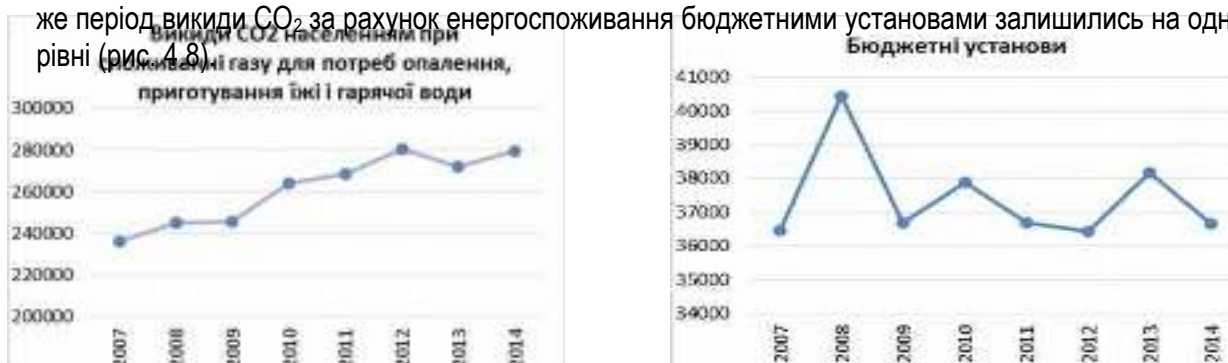 же період викиди CO2 за рахунок енергоспоживання бюджетними установами залишились на одн
рівні (рис. 4.8).
Викиди CO2 населенням при
споживанні газу для потреб опалення,
приготування їжі і гарячої води
300000
280000
260000
240000
220000
200000
2007 2008 2009 2010 2011 2012 2013 2014
Бюджетні установи
41000
40000
39000
38000
37000
36000
35000
34000
2007 2008 2009 2010 2011 2012 2013 2014